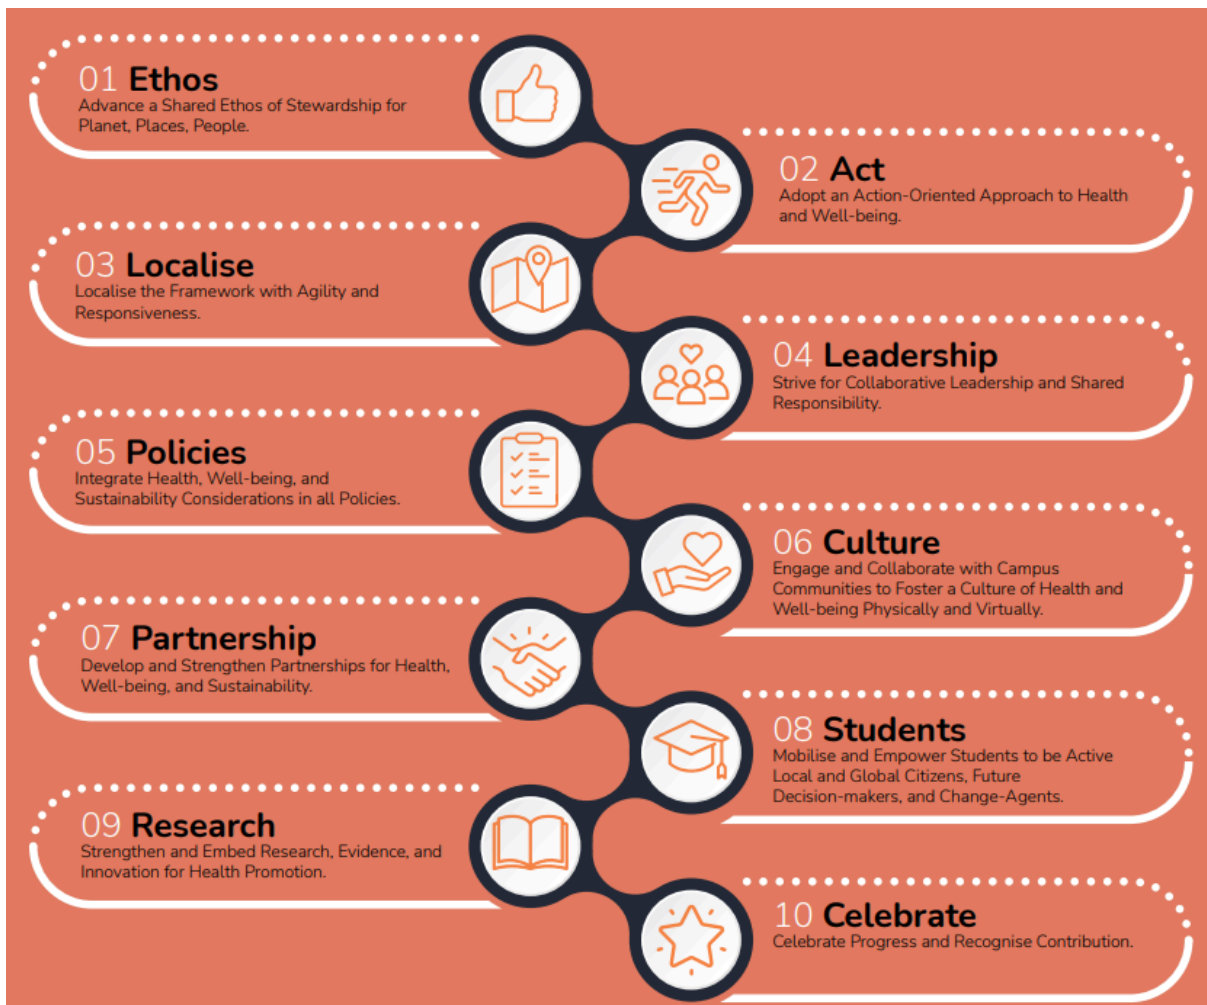 01 Ethos
Advance a Shared Ethos of Stewardship for
Planet, Places, People.
02 Act
Adopt an Action-Oriented Approach to Health
and Well-being.
03 Localise
Localise the Framework with Agility and
Responsiveness.
04 Leadership
Strive for Collaborative Leadership and Shared
Responsibility.
05 Policies
Integrate Health, Well-being, and
Sustainability Considerations in all Policies.
06 Culture
Engage and Collaborate with Campus
Communities to Foster a Culture of Health and
Well-being Physically and Virtually.
07 Partnership
Develop and Strengthen Partnerships for Health,
Well-being, and Sustainability.
08 Students
Mobilise and Empower Students to be Active
Local and Global Citizens, Future
Decision-makers, and Change-Agents.
09 Research
Strengthen and Embed Research, Evidence, and
Innovation for Health Promotion.
10 Celebrate
Celebrate Progress and Recognise Contribution.